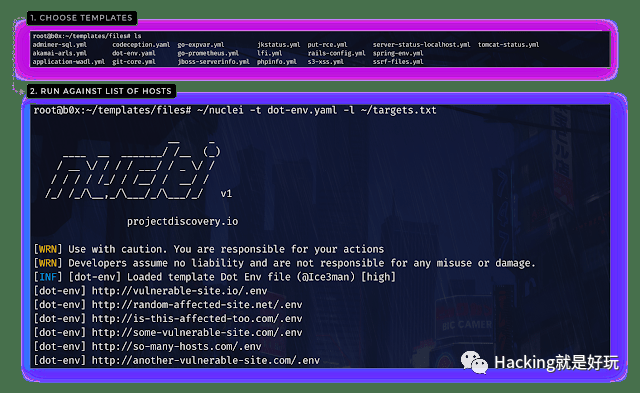 1. CHOOSE TEMPLATES
root@b0x:~/templates/files# ls
adminer-sql.yml codeception.yaml go-expvar.yml jkstatus.yml put-rce.yml server-status-localhost.yml tomcat-status.yml
akamai-arls.yml dot-env.yaml go-prometheus.yml lfi.yml rails-config.yml spring-env.yml
application-wadl.yml git-core.yml jboss-serverinfo.yml phpinfo.yml s3-xss.yml ssrf-files.yml
2. RUN AGAINST LIST OF HOSTS
root@b0x:~/templates/files# ~/nuclei -t dot-env.yaml -l ~/targets.txt
nuclei v1
projectdiscovery.io
[WRN] Use with caution. You are responsible for your actions
[WRN] Developers assume no liability and are not responsible for any misuse or damage.
[INF] [dot-env] Loaded template Dot Env file (@Ice3man) [high]
[dot-env] http://vulnerable-site.io/.env
[dot-env] http://random-affected-site.net/.env
[dot-env] http://is-this-affected-too.com/.env
[dot-env] http://some-vulnerable-site.com/.env
[dot-env] http://so-many-hosts.com/.env
[dot-env] http://another-vulnerable-site.com/.env
Hacking就是好玩